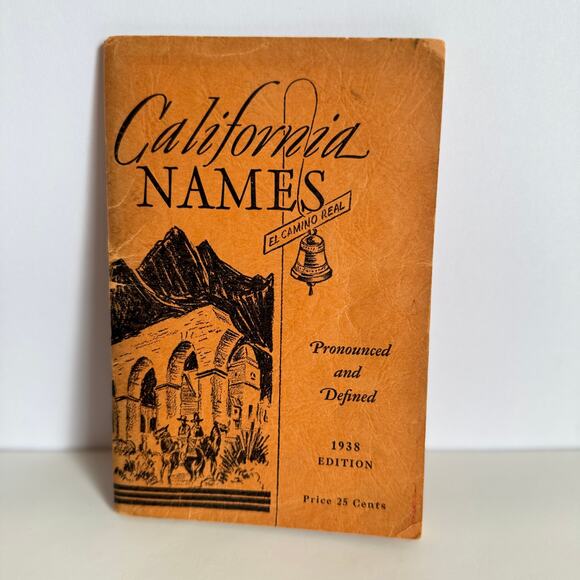 California
NAMES
EL CAMINO REAL
Pronounced
and
Defined
1938
EDITION
Price 25 Cents